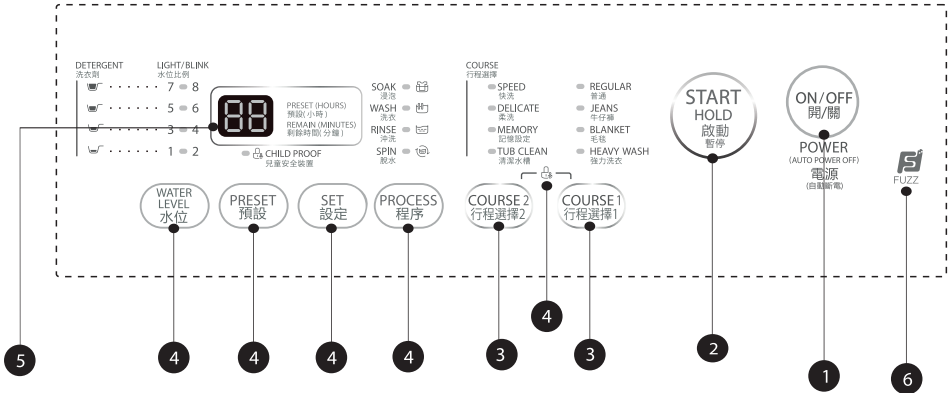 DETERGENT
洗衣劑
LIGHT/BLINK
水位比例
7 8
5 6
3 4
1 2
88
PRESET (HOURS)
預設(小時)
REMAIN (MINUTES)
剩餘時間(分鐘)
CHILD PROOF
兒童安全裝置
SOAK
浸泡
WASH
洗衣
RINSE
沖洗
SPIN
脫水
COURSE
行程選擇
SPEED
快洗
DELICATE
柔洗
MEMORY
記憶設定
TUB CLEAN
清潔水槽
REGULAR
普通
JEANS
牛仔褲
BLANKET
毛毯
HEAVY WASH
強力洗衣
START
HOLD
啟動
暫停
ON/OFF
開/關
POWER
(AUTO POWER OFF)
電源
(自動斷電)
FUZZ
WATER
LEVEL
水位
PRESET
預設
SET
設定
PROCESS
程序
COURSE 2
行程選擇2
COURSE 1
行程選擇1
5
4
4
4
4
3
4
3
2
1
6